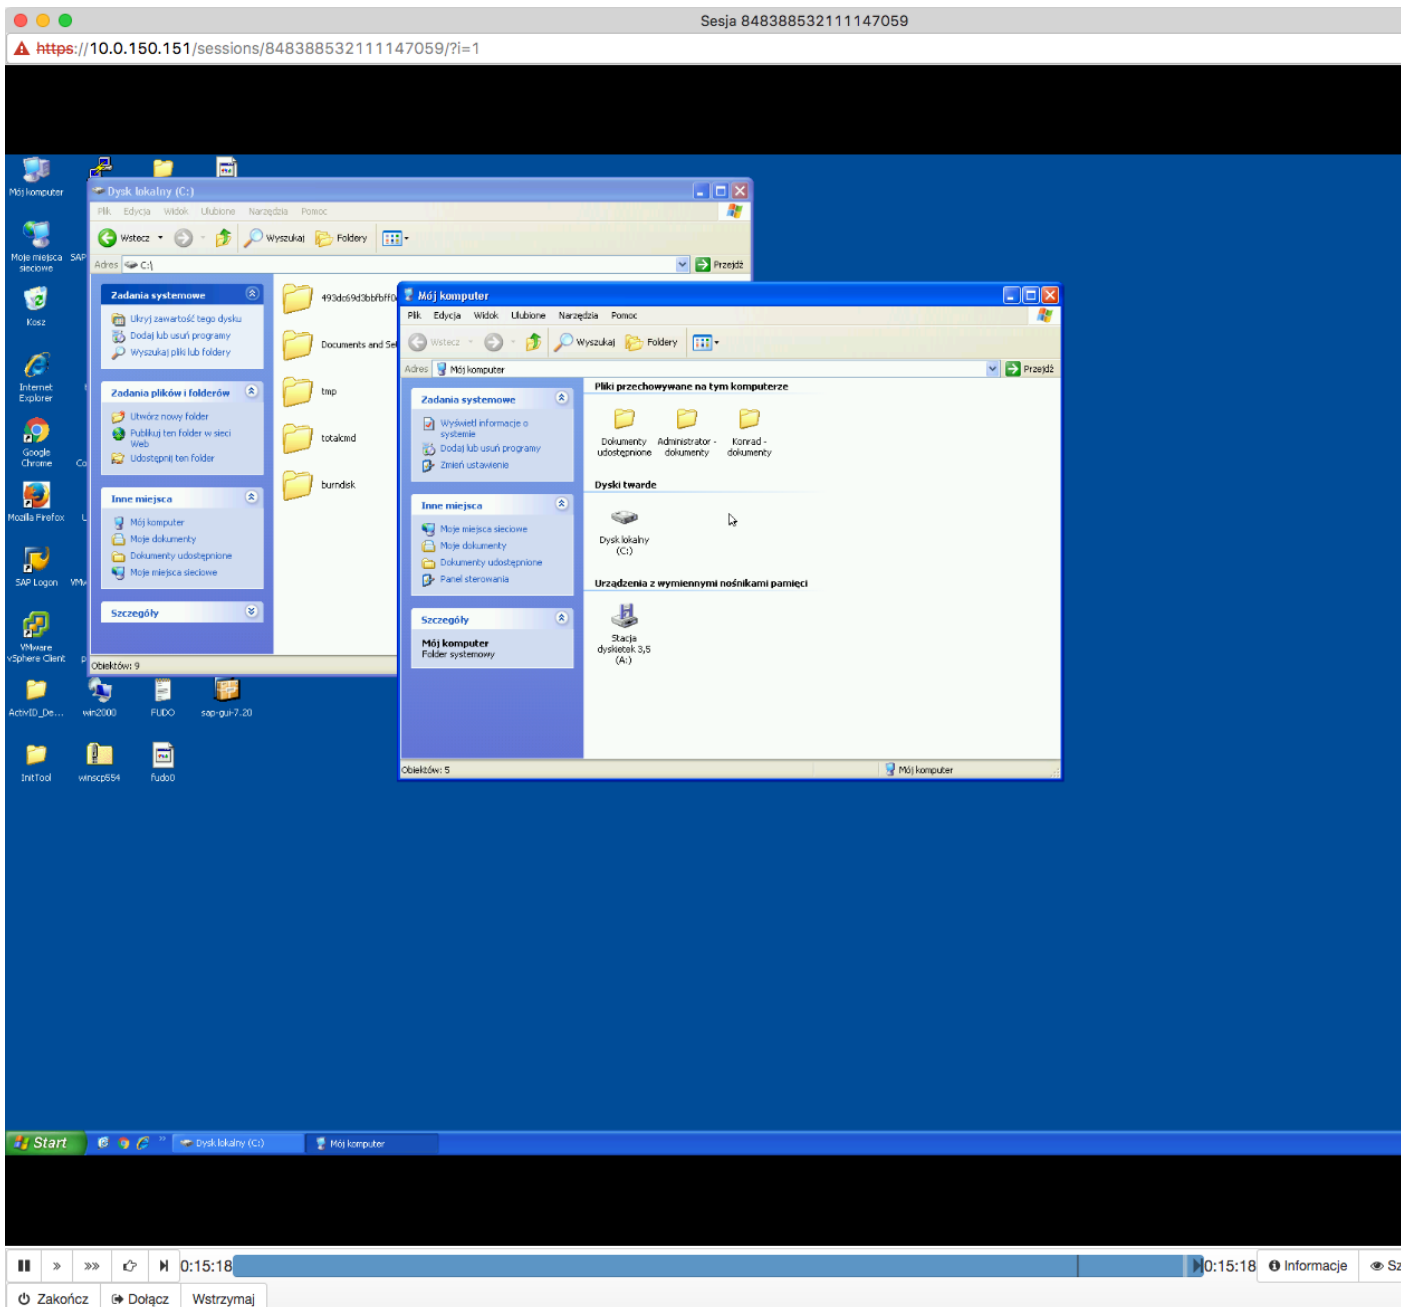 Sesja 848388532111147059
https://10.0.150.151/sessions/848388532111147059/?i=1
Mój komputer
Moje miejsca sieciowe
SAP
Kosz
Internet Explorer
Google Chrome
Co
Mozilla Firefox
SAP Logon
VMware vSphere Client
ActivID_De...
win2000
FUDO
sap-gui-7.20
InitTool
winscp554
fudo0
Dysk lokalny (C:)
Plik Edycja Widok Ulubione Narzędzia Pomoc
Wstecz
Wyszukaj
Foldery
Adres C:\
Przejdź
Zadania systemowe
Ukryj zawartość tego dysku
Dodaj lub usuń programy
Wyszukaj pliki lub foldery
Zadania plików i folderów
Utwórz nowy folder
Publikuj ten folder w sieci
Web
Udostępnij ten folder
Inne miejsca
Mój komputer
Moje dokumenty
Dokumenty udostępnione
Moje miejsca sieciowe
Szczegóły
Documents and Set
tmp
totalcmd
burndisk
Obiektów: 9
Mój komputer
Plik Edycja Widok Ulubione Narzędzia Pomoc
Wstecz
Wyszukaj
Foldery
Adres Mój komputer
Przejdź
Zadania systemowe
Wyświetl informacje o
systemie
Dodaj lub usuń programy
Zmień ustawienie
Inne miejsca
Moje miejsca sieciowe
Moje dokumenty
Dokumenty udostępnione
Panel sterowania
Szczegóły
Mój komputer
Folder systemowy
Pliki przechowywane na tym komputerze
Dokumenty udostępnione
Administrator - dokumenty
Konrad - dokumenty
Dyski twarde
Dysk lokalny
(C:)
Urządzenia z wymiennymi nośnikami pamięci
Stacja
dyskietek 3,5
(A:)
Obiektów: 5
Mój komputer
Start
Dysk lokalny (C:)
Mój komputer
0:15:18
0:15:18
Informacje
Sz
Zakończ
Dołącz
Wstrzymaj